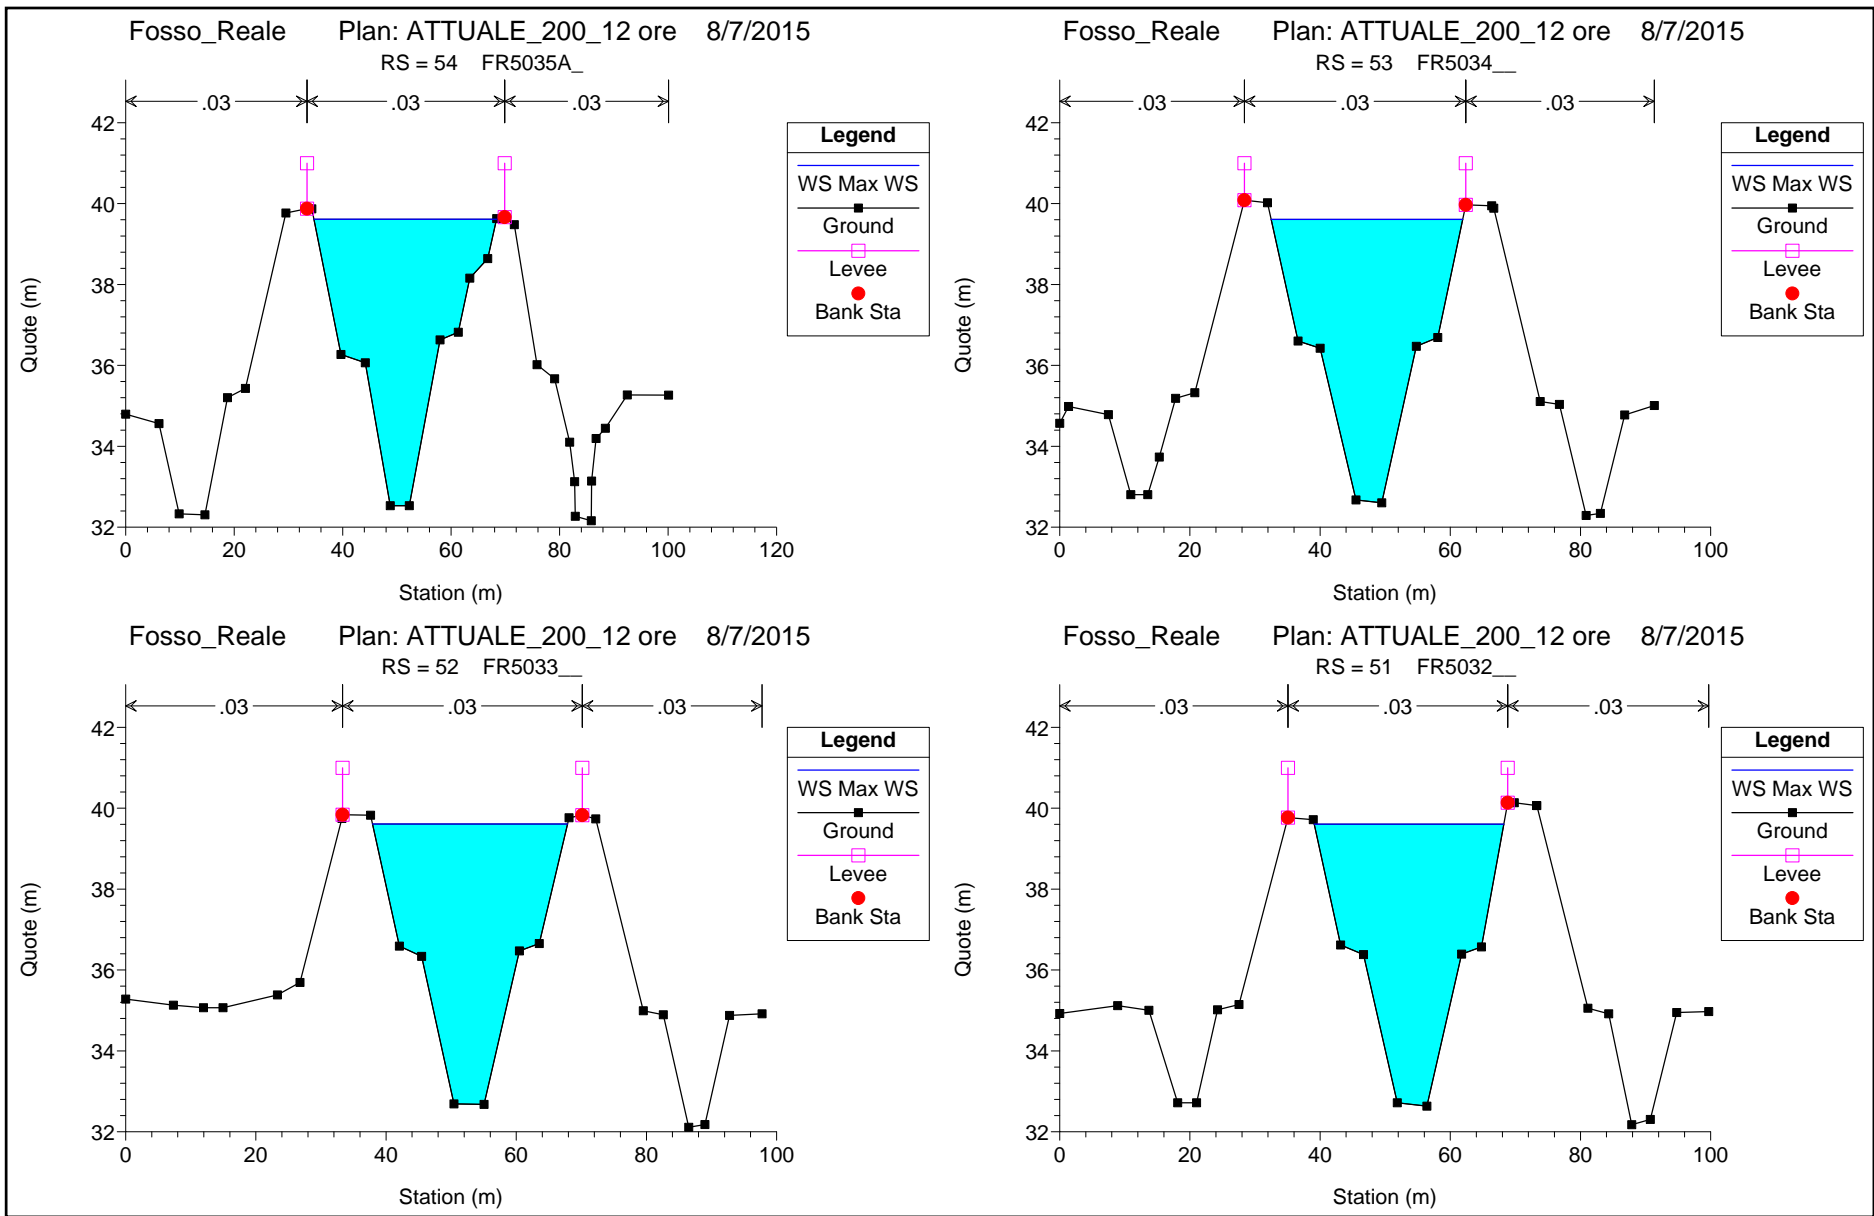 Fosso_Reale Plan: ATTUALE_200_12 ore 8/7/2015
RS = 54 FR5035A_
.03 .03 .03
42
40
38
36
34
32
0 20 40 60 80 100 120
Station (m)
Quote (m)
Legend
WS Max WS
Ground
Levee
Bank Sta
Fosso_Reale Plan: ATTUALE_200_12 ore 8/7/2015
RS = 53 FR5034__
.03 .03 .03
42
40
38
36
34
32
0 20 40 60 80 100
Station (m)
Quote (m)
Legend
WS Max WS
Ground
Levee
Bank Sta
Fosso_Reale Plan: ATTUALE_200_12 ore 8/7/2015
RS = 52 FR5033__
.03 .03 .03
42
40
38
36
34
32
0 20 40 60 80 100
Station (m)
Quote (m)
Legend
WS Max WS
Ground
Levee
Bank Sta
Fosso_Reale Plan: ATTUALE_200_12 ore 8/7/2015
RS = 51 FR5032__
.03 .03 .03
42
40
38
36
34
32
0 20 40 60 80 100
Station (m)
Quote (m)
Legend
WS Max WS
Ground
Levee
Bank Sta